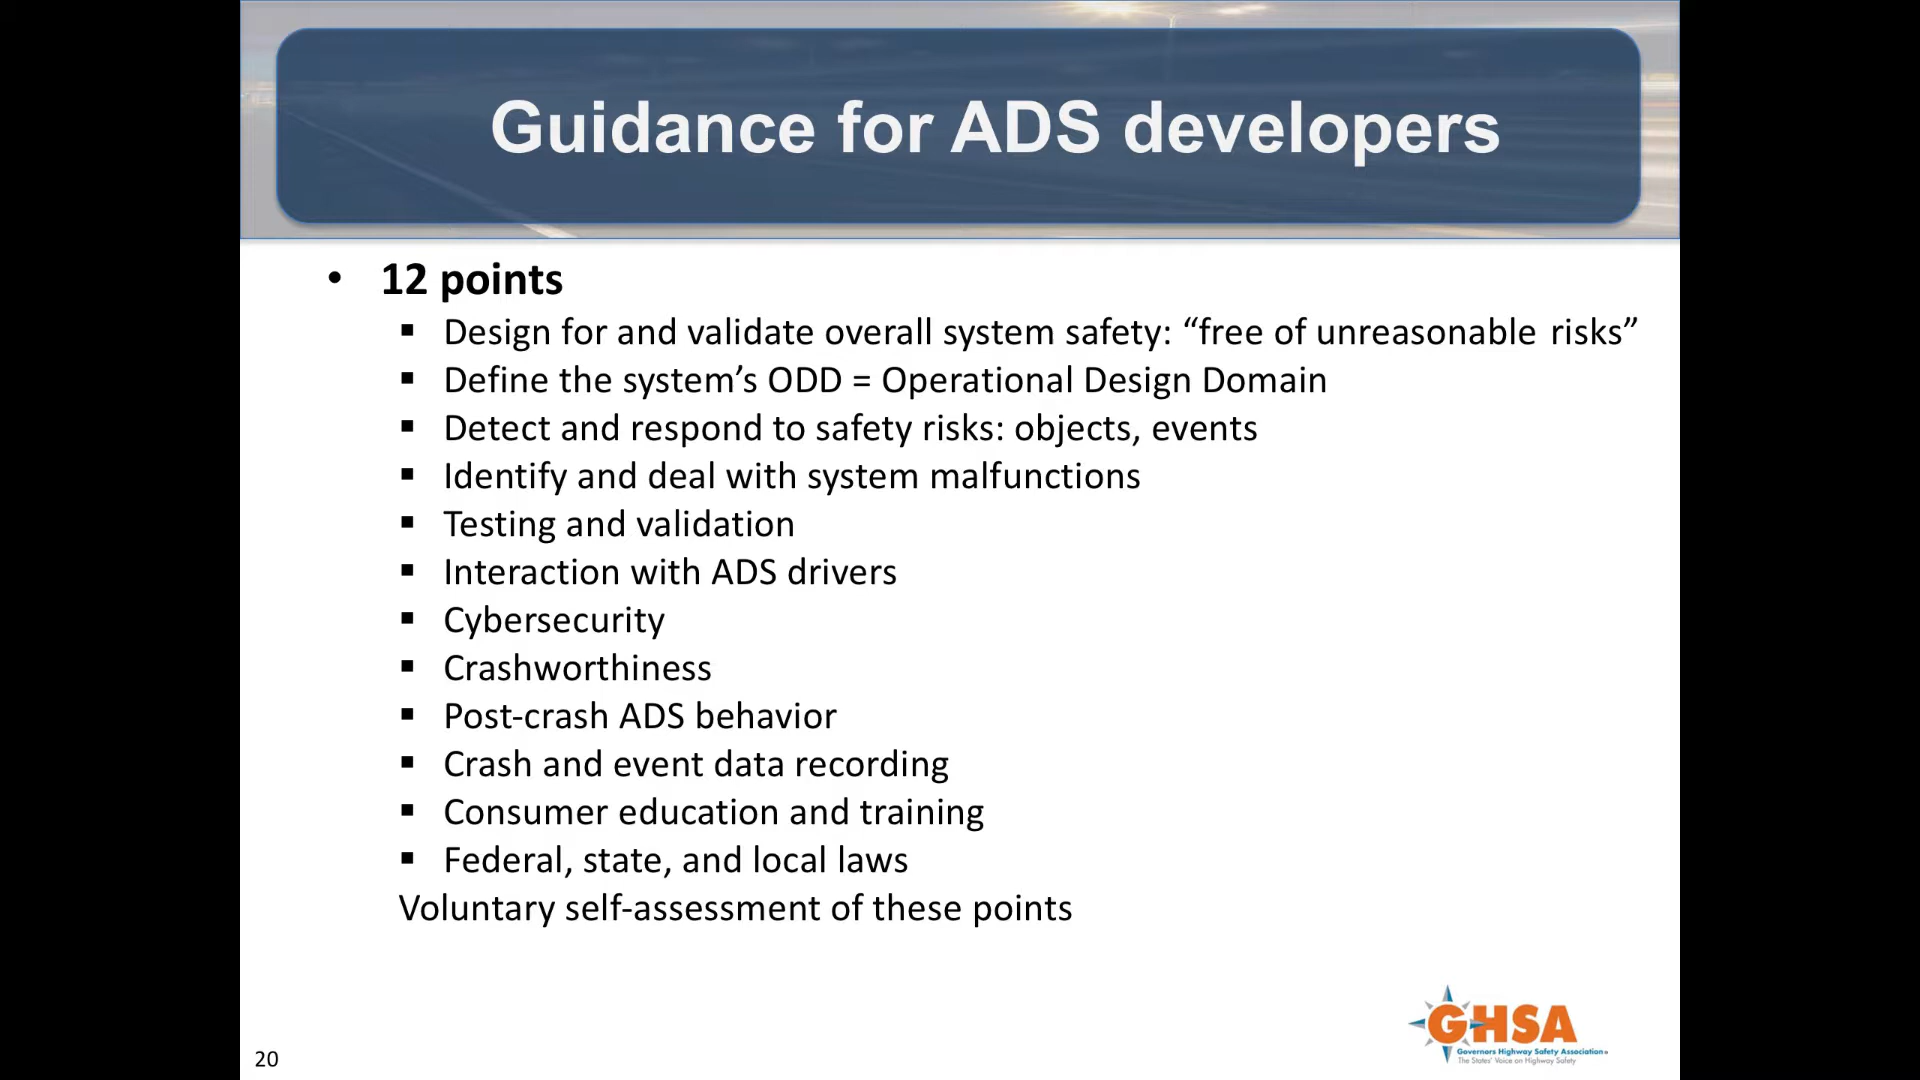 Guidance for ADS developers
• 12 points
▪ Design for and validate overall system safety: “free of unreasonable risks”
▪ Define the system’s ODD = Operational Design Domain
▪ Detect and respond to safety risks: objects, events
▪ Identify and deal with system malfunctions
▪ Testing and validation
▪ Interaction with ADS drivers
▪ Cybersecurity
▪ Crashworthiness
▪ Post-crash ADS behavior
▪ Crash and event data recording
▪ Consumer education and training
▪ Federal, state, and local laws
Voluntary self-assessment of these points
GHSA
Governors Highway Safety Association
The States' Voice on Highway Safety
20